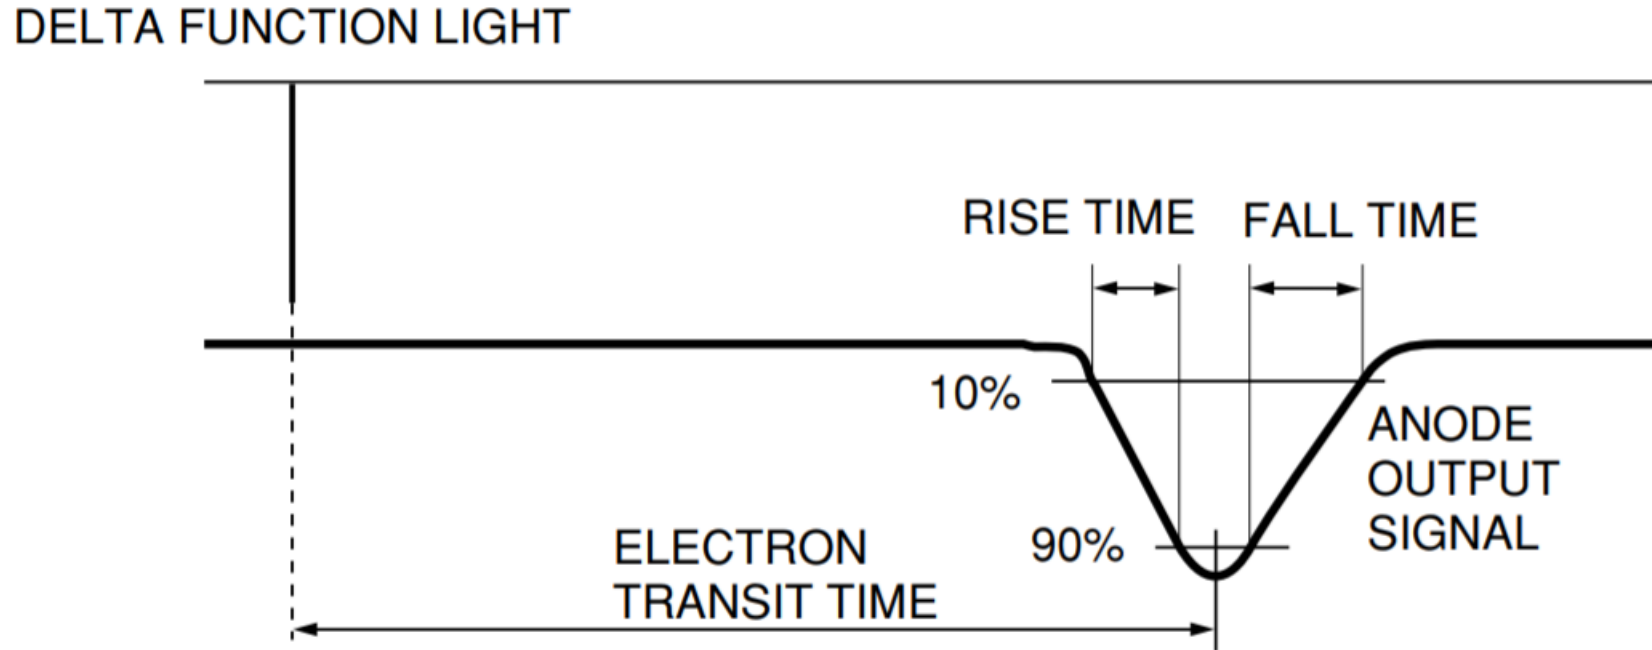 DELTA FUNCTION LIGHT
RISE TIME
FALL TIME
10%
ANODE
OUTPUT
SIGNAL
90%
ELECTRON
TRANSIT TIME